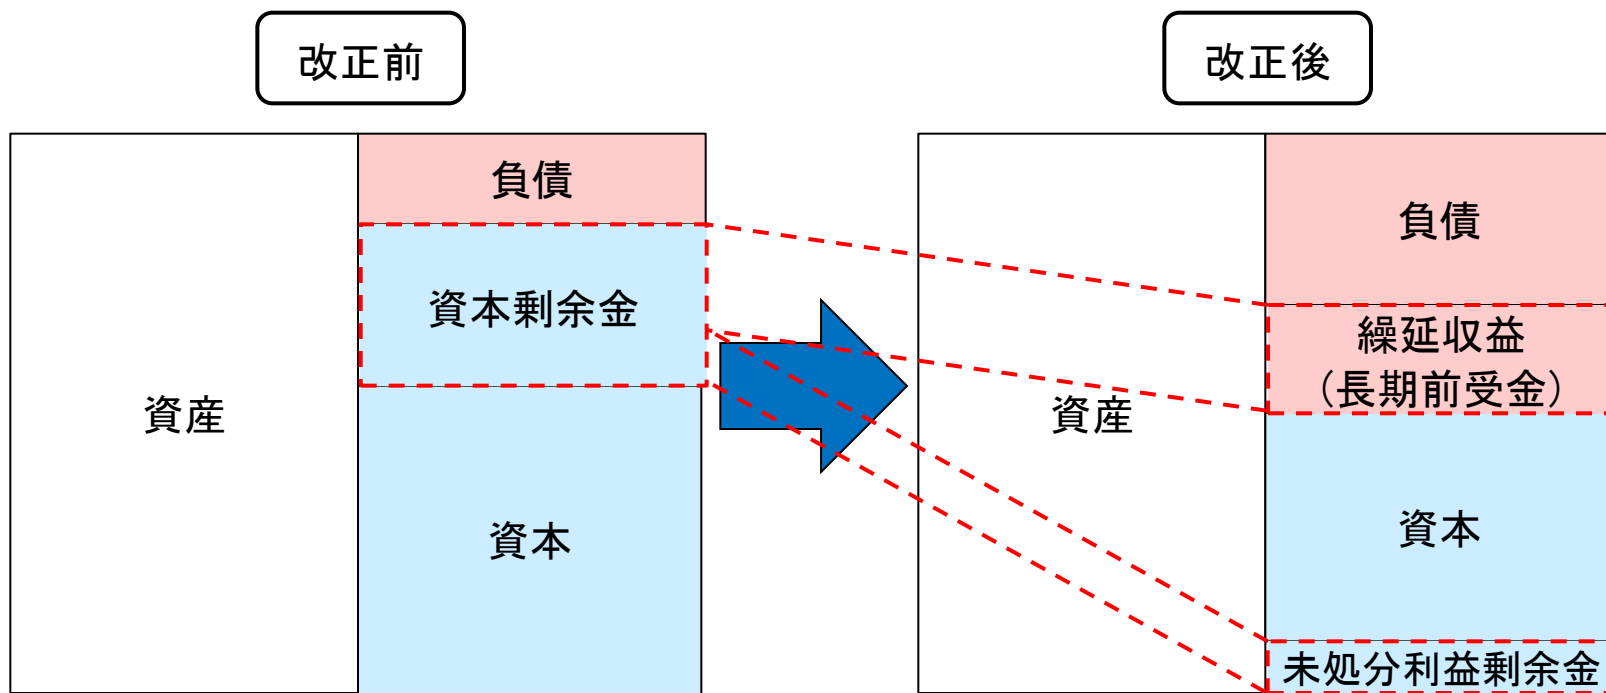 改正前
改正後
資産
負債
資本剰余金
資本
資産
負債
繰延収益
（長期前受金）
資本
未処分利益剰余金